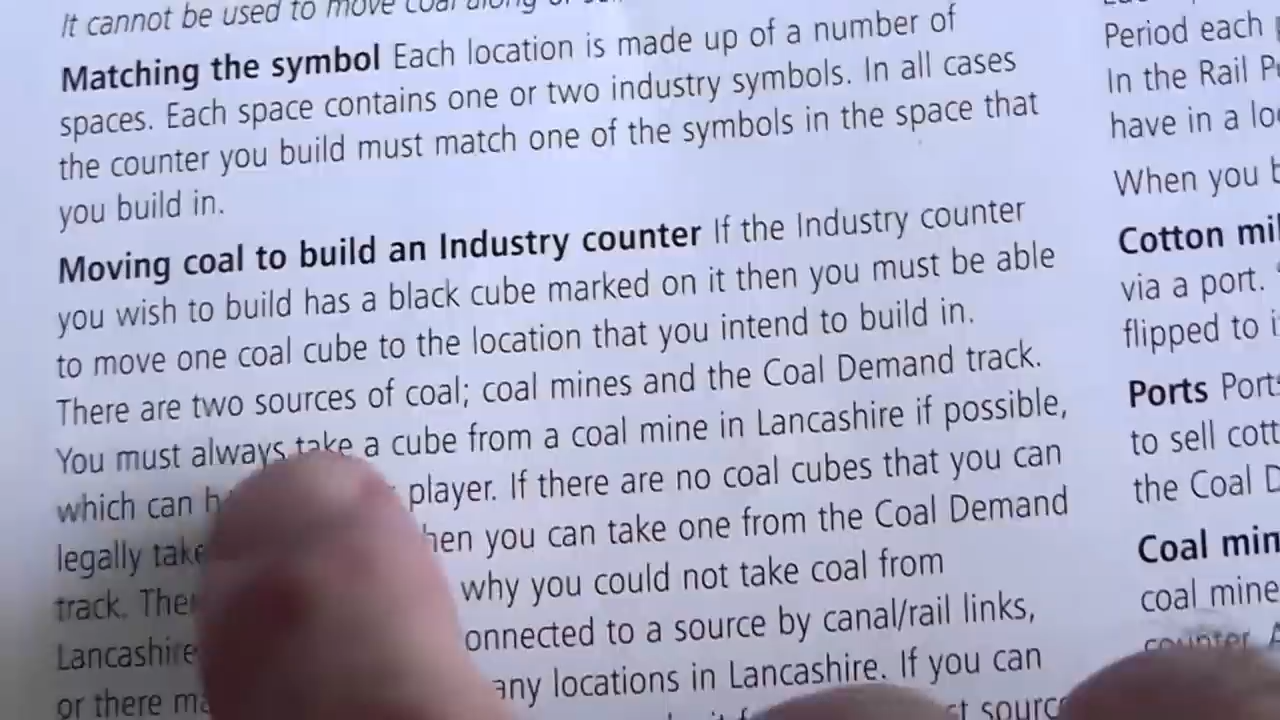 It cannot be used to move coal along
Matching the symbol Each location is made up of a number of
spaces. Each space contains one or two industry symbols. In all cases
the counter you build must match one of the symbols in the space that
you build in.
Moving coal to build an Industry counter If the Industry counter
you wish to build has a black cube marked on it then you must be able
to move one coal cube to the location that you intend to build in.
There are two sources of coal; coal mines and the Coal Demand track.
You must always take a cube from a coal mine in Lancashire if possible,
which can player. If there are no coal cubes that you can
legally take hen you can take one from the Coal Demand
track. why you could not take coal from
Lancashire onnected to a source by canal/rail links,
or there any locations in Lancashire. If you can
Period each
In the Rail
have in a
When you
Cotton
via a port.
flipped to
Ports
to sell
the Coal
Coal
coal mine
counter.